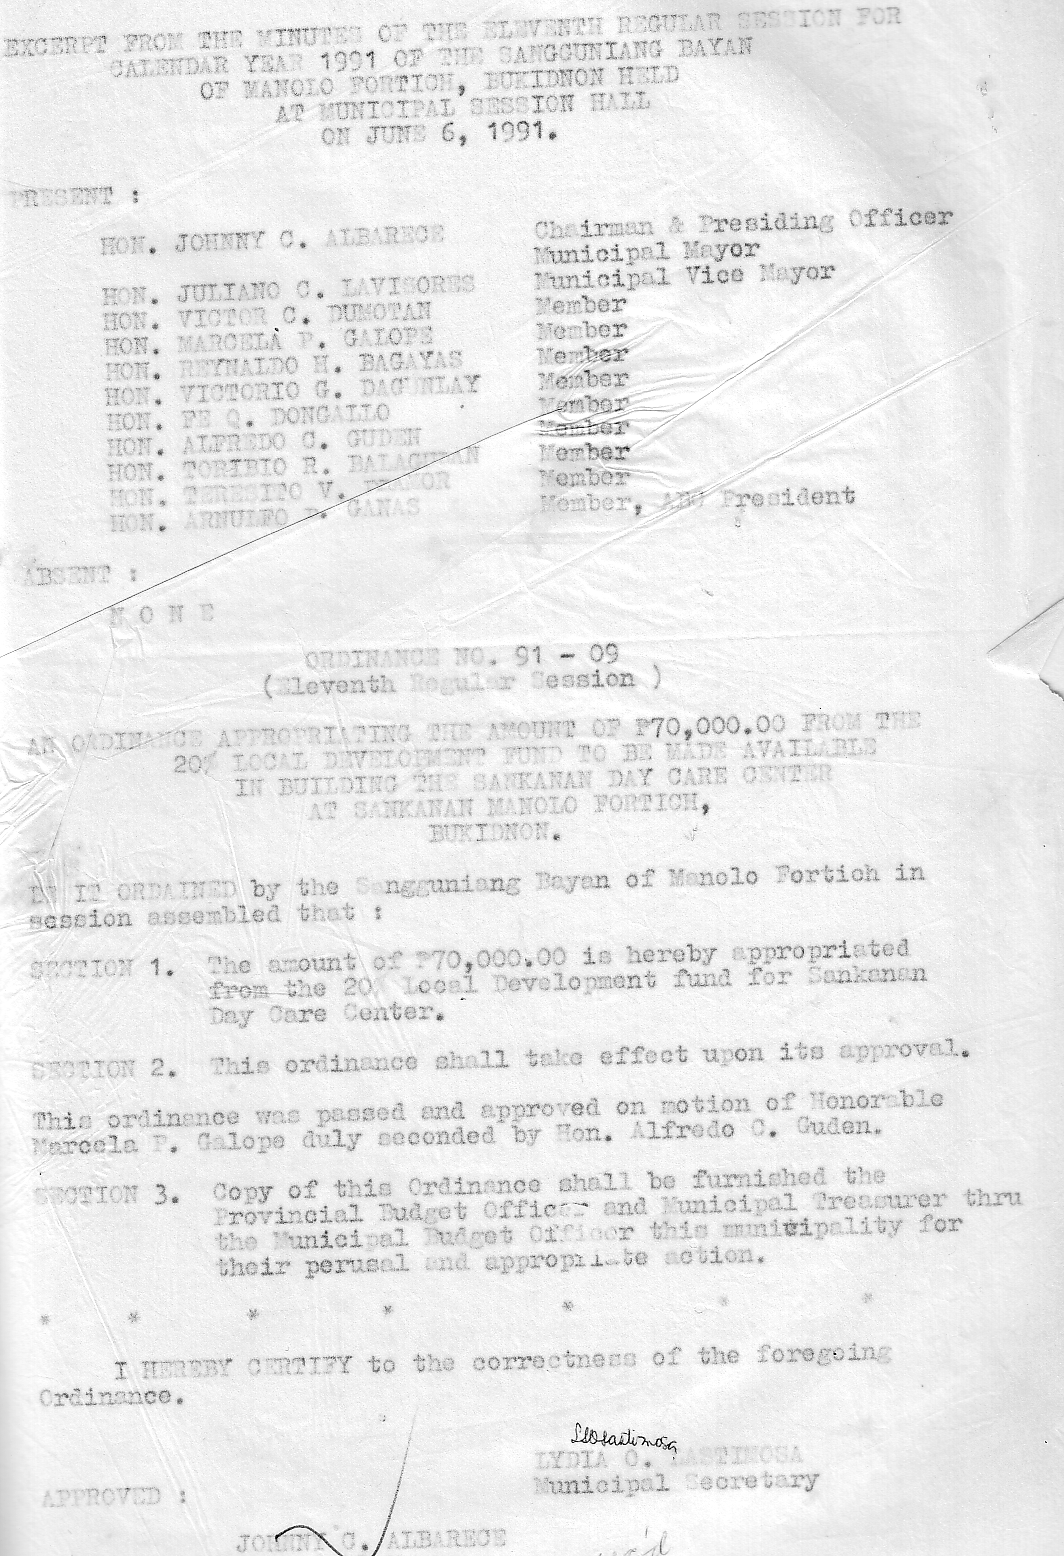 EXCERPT FROM THE MINUTES OF THE ELEVENTH REGULAR SESSION FOR
CALENDAR YEAR 1991 OF THE SANGGUNIANG BAYAN
OF MANOLO FORTICH, BUKIDNON HELD
AT MUNICIPAL SESSION HALL
ON JUNE 6, 1991.
PRESENT :
HON. JOHNNY C. ALBARECE Chairman & Presiding Officer
Municipal Mayor
HON. JULIANO C. LAVISORES Municipal Vice Mayor
HON. VICTOR C. DUMOTAN Member
HON. MARCELA P. GALOPE Member
HON. REYNALDO H. BAGAYAS Member
HON. VICTORIO G. DAGUNLAY Member
HON. FE Q. DONGALLO Member
HON. ALFREDO C. GUDEN Member
HON. TORIBIO R. Member
HON. TERESITO V. Member
HON. ARNULFO P. GANAS Member, ABC President
ABSENT :
N O N E
ORDINANCE NO. 91 - 09
(Eleventh Regular Session )
AN ORDINANCE APPROPRIATING THE AMOUNT OF ₱70,000.00 FROM THE
20% LOCAL DEVELOPMENT FUND TO BE MADE AVAILABLE
IN BUILDING THE SANKANAN DAY CARE CENTER
AT SANKANAN MANOLO FORTICH,
BUKIDNON.
BE IT ORDAINED by the Sangguniang Bayan of Manolo Fortich in
session assembled that :
SECTION 1. The amount of ₱70,000.00 is hereby appropriated
from the 20% Local Development fund for Sankanan
Day Care Center.
SECTION 2. This ordinance shall take effect upon its approval.
This ordinance was passed and approved on motion of Honorable
Marcela P. Galope duly seconded by Hon. Alfredo C. Guden.
SECTION 3. Copy of this Ordinance shall be furnished the
Provincial Budget Officer and Municipal Treasurer thru
the Municipal Budget Officer this municipality for
their perusal and appropriate action.
* * * * * * *
I HEREBY CERTIFY to the correctness of the foregoing
Ordinance.
LYDIA O. LASTIMOSA
Municipal Secretary
APPROVED :
JOHNNY C. ALBARECE